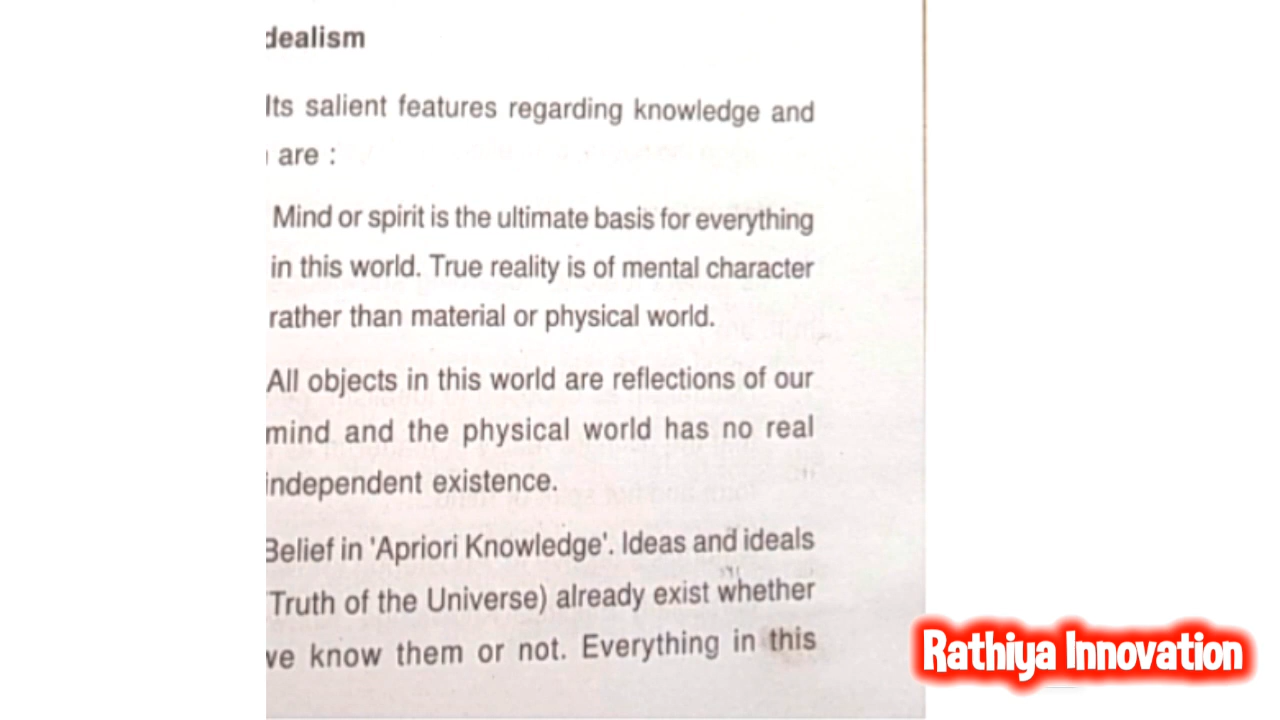 dealism
Its salient features regarding knowledge and
are :
Mind or spirit is the ultimate basis for everything
in this world. True reality is of mental character
rather than material or physical world.
All objects in this world are reflections of our
mind and the physical world has no real
independent existence.
Belief in 'Apriori Knowledge'. Ideas and ideals
Truth of the Universe) already exist whether
ve know them or not. Everything in this
Rathiya Innovation